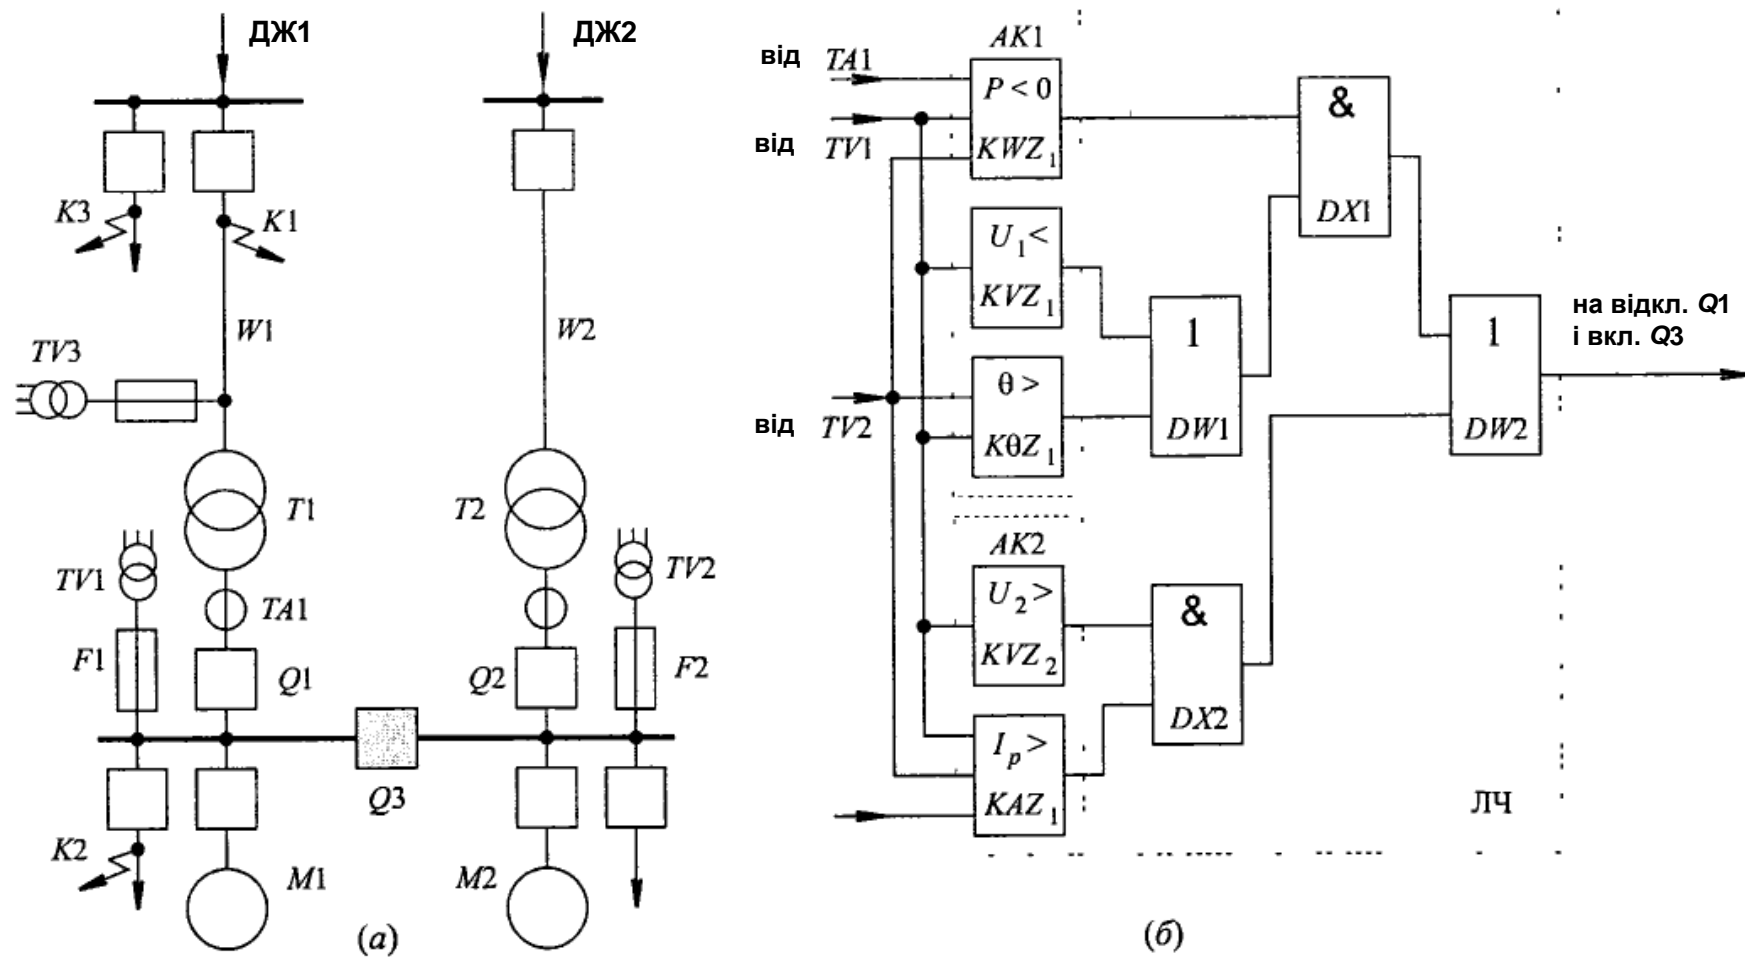 ДЖ1
ДЖ2
K3
K1
W1
W2
TV3
T1
T2
TV1
TV2
TA1
F1
Q1
Q2
F2
Q3
K2
M1
M2
(а)
від TA1
від TV1
від TV2
AK1
P < 0
KWZ₁
U₁<
KVZ₁
θ >
KθZ₁
AK2
U₂>
KVZ₂
Iₚ>
KAZ₁
&
DX1
1
DW1
&
DX2
1
DW2
на відкл. Q1
і вкл. Q3
ЛЧ
(б)